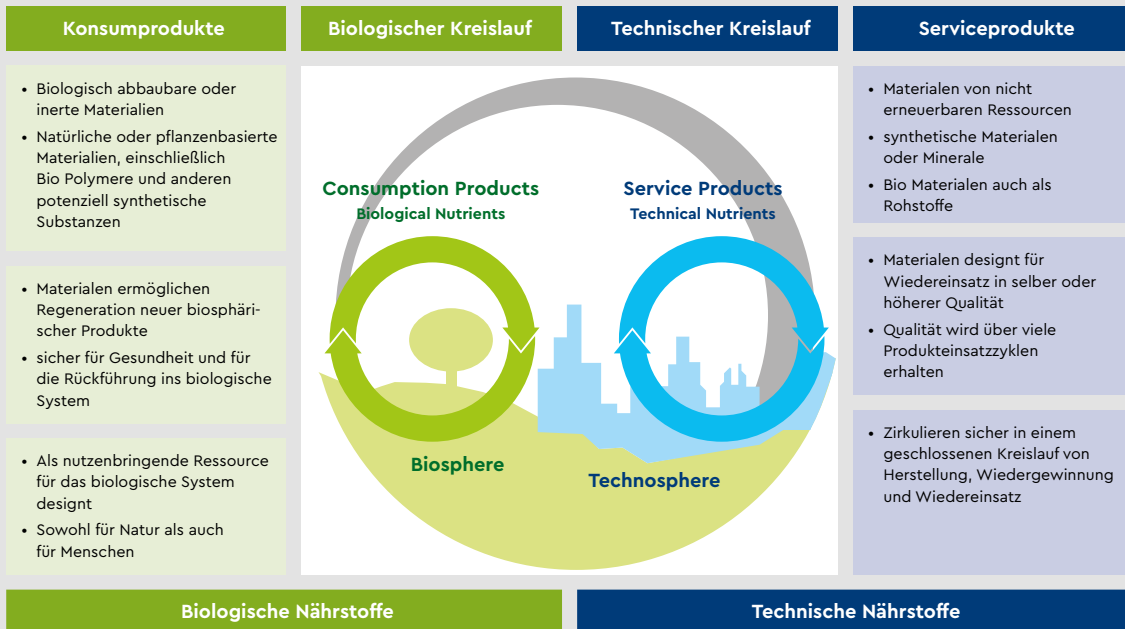 Konsumprodukte
Biologischer Kreislauf
Technischer Kreislauf
Serviceprodukte
• Biologisch abbaubare oder
inerte Materialien
• Natürliche oder pflanzenbasierte
Materialien, einschließlich
Bio Polymere und anderen
potenziell synthetische
Substanzen
• Materialen ermöglichen
Regeneration neuer biosphäri-
scher Produkte
• sicher für Gesundheit und für
die Rückführung ins biologische
System
• Als nutzenbringende Ressource
für das biologische System
designt
• Sowohl für Natur als auch
für Menschen
Consumption Products
Biological Nutrients
Service Products
Technical Nutrients
Biosphere
Technosphere
• Materialen von nicht
erneuerbaren Ressourcen
• synthetische Materialen
oder Minerale
• Bio Materialen auch als
Rohstoffe
• Materialen designt für
Wiedereinsatz in selber oder
höherer Qualität
• Qualität wird über viele
Produkteinsatzzyklen
erhalten
• Zirkulieren sicher in einem
geschlossenen Kreislauf von
Herstellung, Wiedergewinnung
und Wiedereinsatz
Biologische Nährstoffe
Technische Nährstoffe